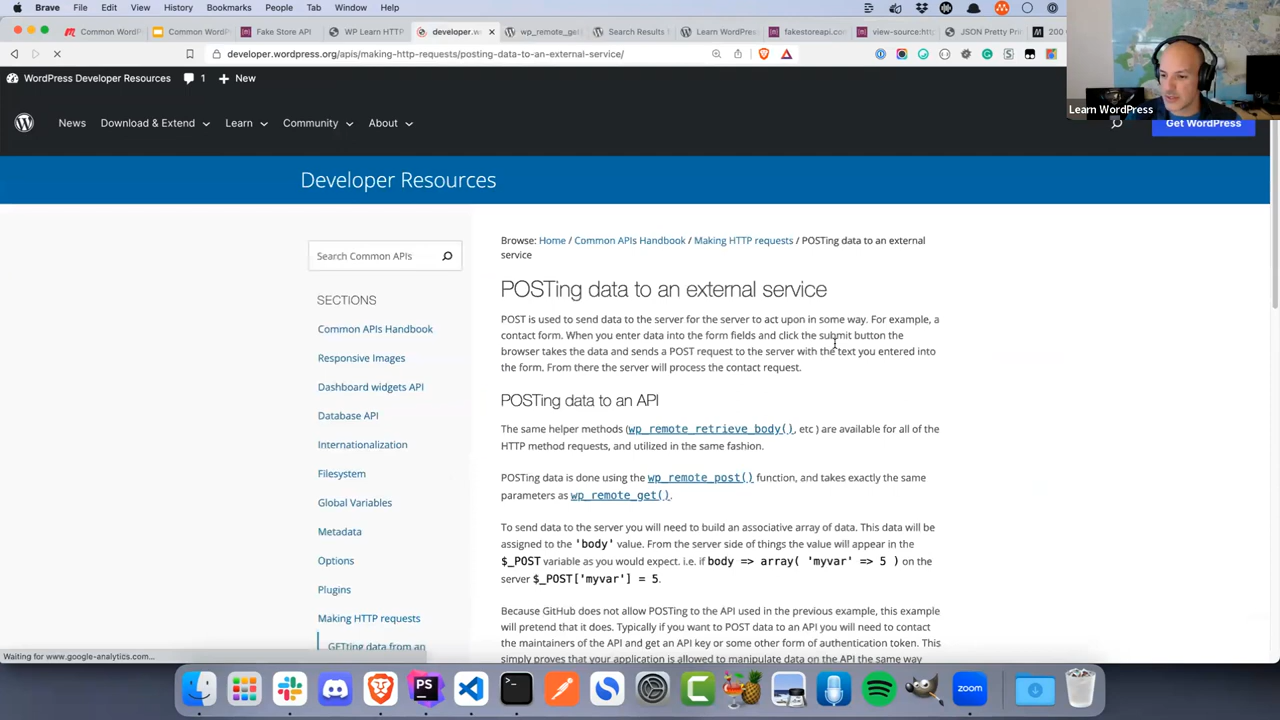 Brave File Edit View History Bookmarks People Tab Window Help
Common WordP Common WordP Fake Store API WP Learn HTTP developer.w wp_remote_get Search Results Learn WordPress fakestoreapi.com view-source:htt JSON Pretty Prin 200
developer.wordpress.org/apis/making-http-requests/posting-data-to-an-external-service/
WordPress Developer Resources 1 New
Learn WordPress
News Download & Extend Learn Community About Get WordPress
Developer Resources
Search Common APIs
SECTIONS
Common APIs Handbook
Responsive Images
Dashboard widgets API
Database API
Internationalization
Filesystem
Global Variables
Metadata
Options
Plugins
Making HTTP requests
GETting data from an
Browse: Home / Common APIs Handbook / Making HTTP requests / POSTing data to an external
service
POSTing data to an external service
POST is used to send data to the server for the server to act upon in some way. For example, a
contact form. When you enter data into the form fields and click the submit button the
browser takes the data and sends a POST request to the server with the text you entered into
the form. From there the server will process the contact request.
POSTing data to an API
The same helper methods (wp_remote_retrieve_body(), etc ) are available for all of the
HTTP method requests, and utilized in the same fashion.
POSTing data is done using the wp_remote_post() function, and takes exactly the same
parameters as wp_remote_get().
To send data to the server you will need to build an associative array of data. This data will be
assigned to the 'body' value. From the server side of things the value will appear in the
$_POST variable as you would expect. i.e. if body => array( 'myvar' => 5 ) on the
server $_POST['myvar'] = 5.
Because GitHub does not allow POSTing to the API used in the previous example, this example
will pretend that it does. Typically if you want to POST data to an API you will need to contact
the maintainers of the API and get an API key or some other form of authentication token. This
simply proves that your application is allowed to manipulate data on the API the same way
Waiting for www.google-analytics.com...
PS
zoom